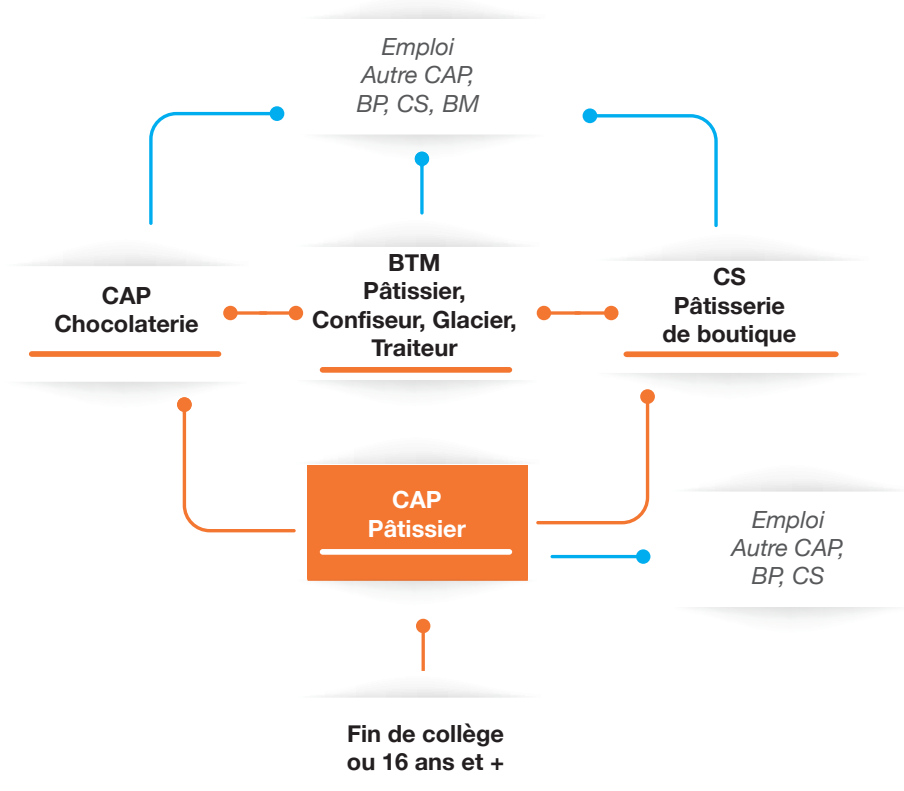 Emploi
Autre CAP,
BP, CS, BM
CAP
Chocolaterie
BTM
Pâtissier,
Confiseur, Glacier,
Traiteur
CS
Pâtisserie
de boutique
CAP
Pâtissier
Emploi
Autre CAP,
BP, CS
Fin de collège
ou 16 ans et +